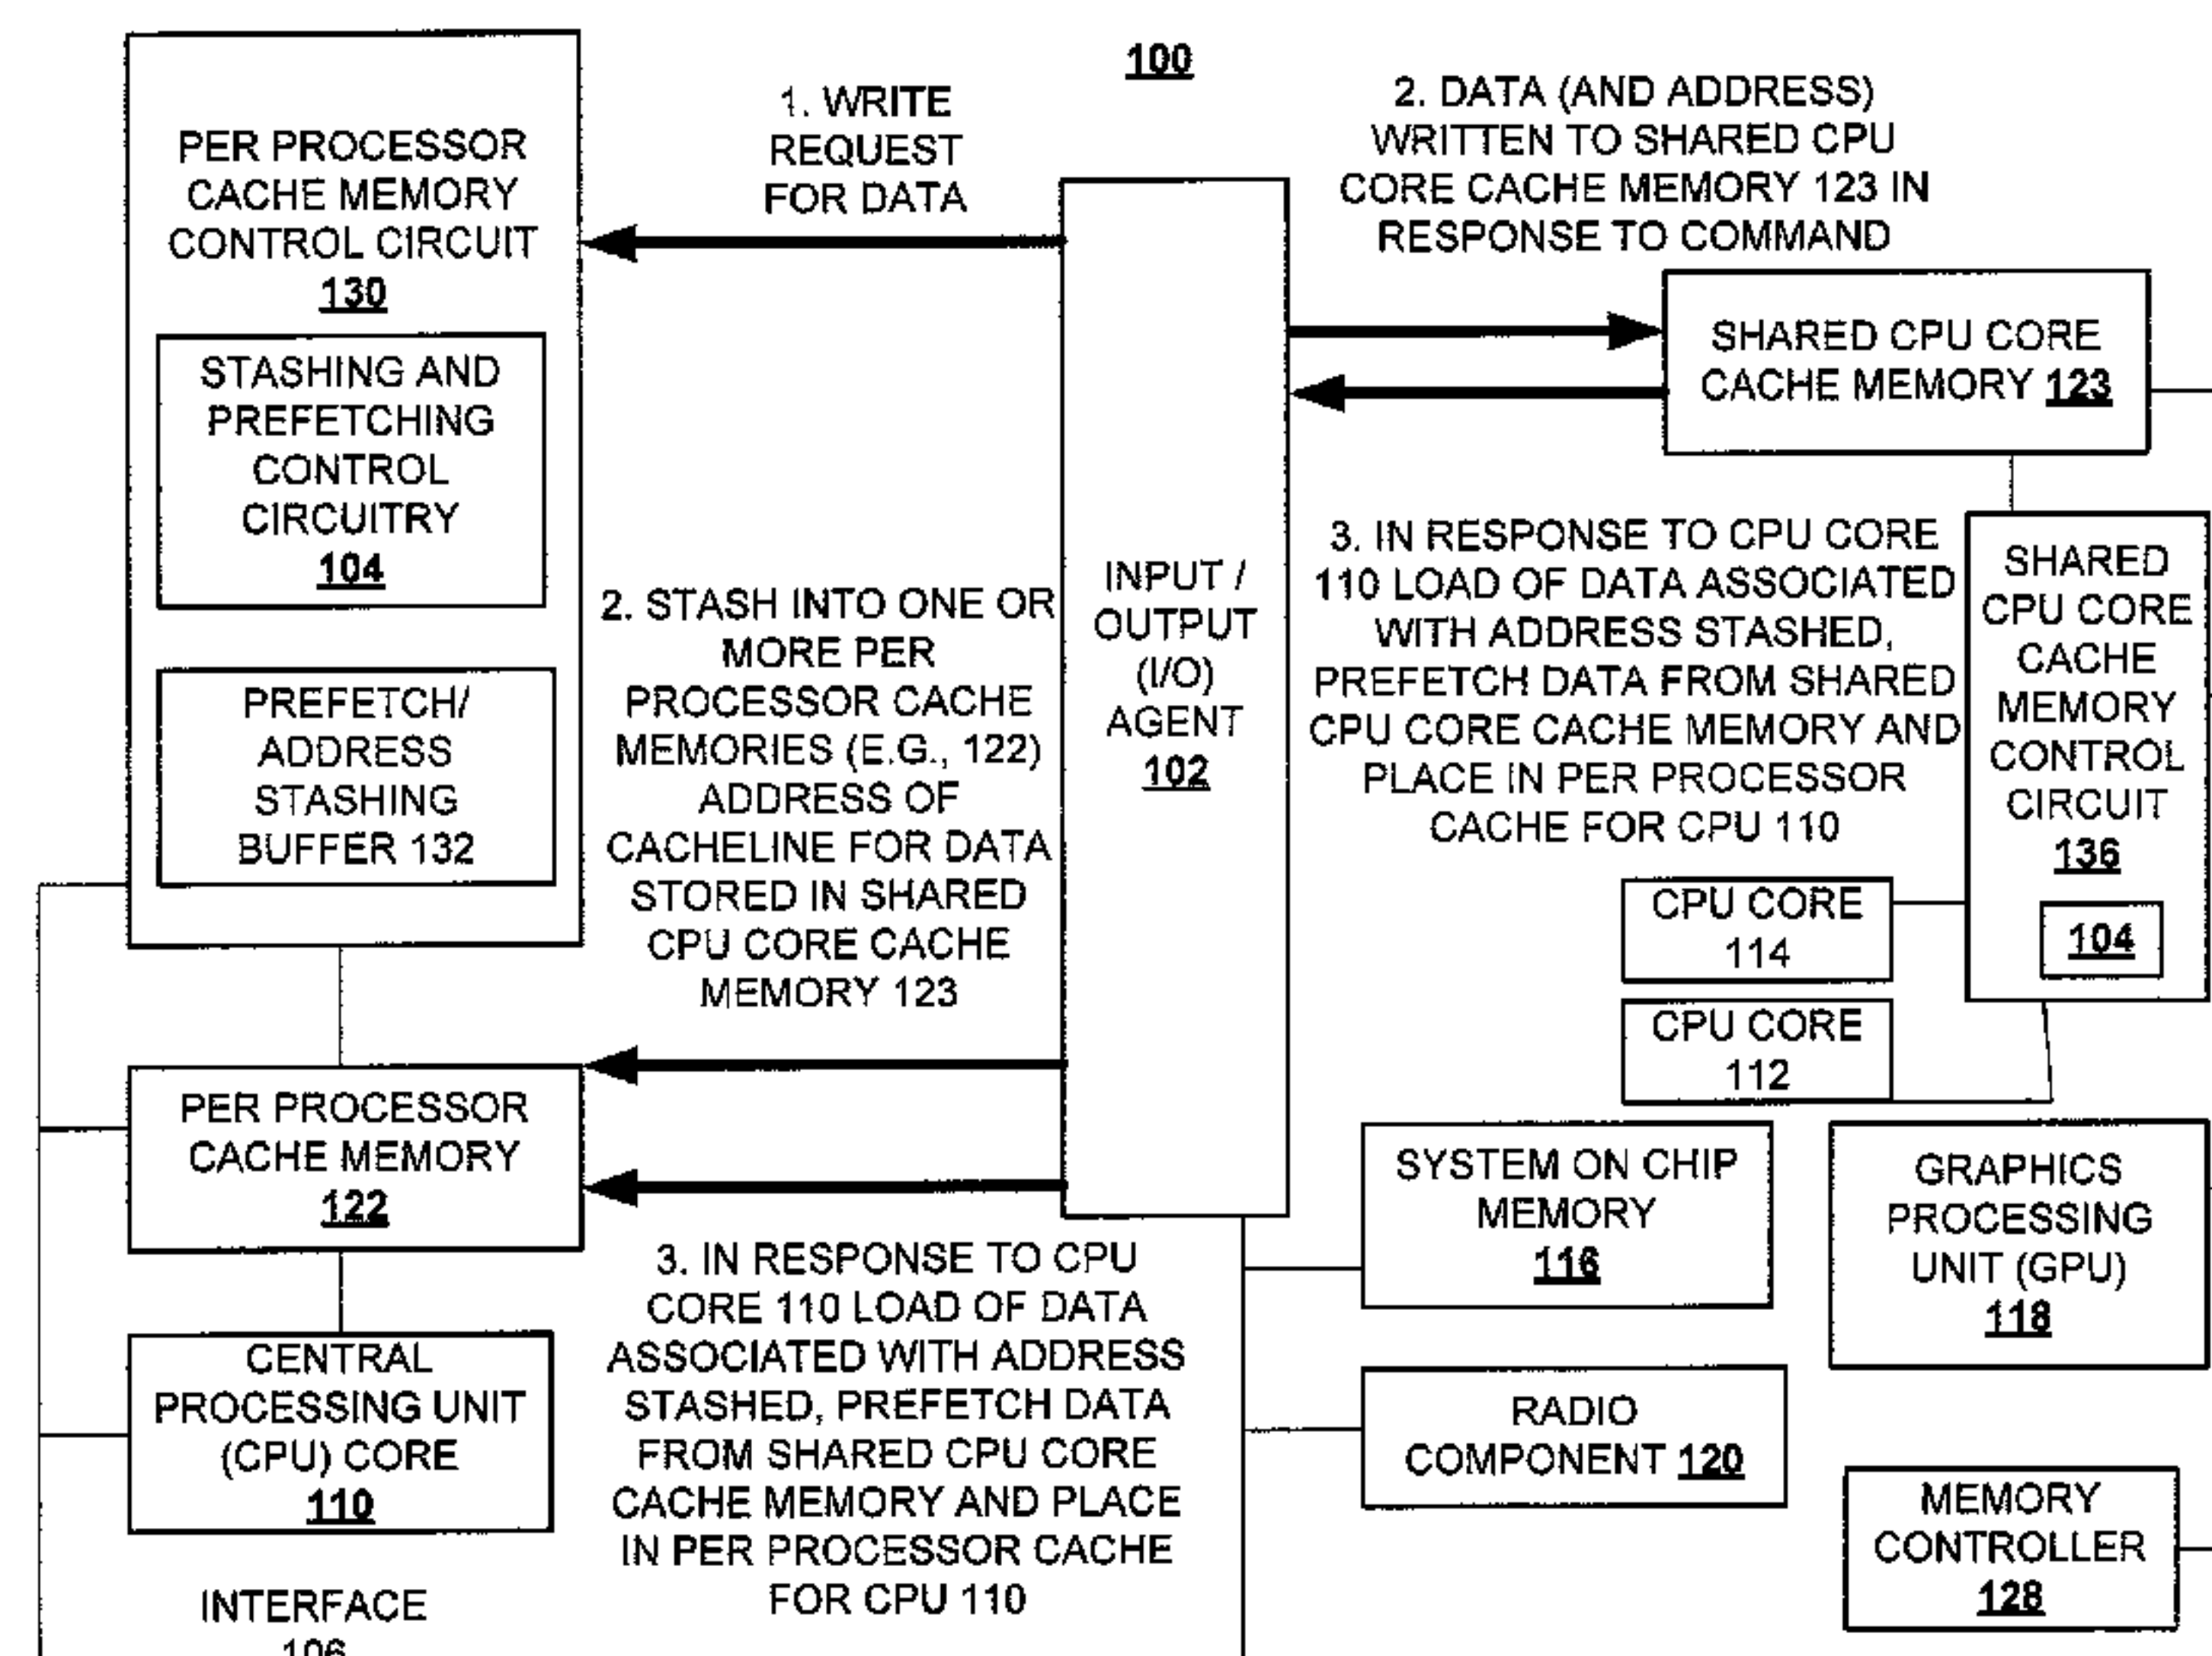 100
PER PROCESSOR
CACHE MEMORY
CONTROL CIRCUIT
130
STASHING AND
PREFETCHING
CONTROL
CIRCUITRY
104
PREFETCH/
ADDRESS
STASHING
BUFFER 132
1. WRITE
REQUEST
FOR DATA
2. STASH INTO ONE OR
MORE PER
PROCESSOR CACHE
MEMORIES (E.G., 122)
ADDRESS OF
CACHELINE FOR DATA
STORED IN SHARED
CPU CORE CACHE
MEMORY 123
PER PROCESSOR
CACHE MEMORY
122
CENTRAL
PROCESSING UNIT
(CPU) CORE
110
3. IN RESPONSE TO CPU
CORE 110 LOAD OF DATA
ASSOCIATED WITH ADDRESS
STASHED, PREFETCH DATA
FROM SHARED CPU CORE
CACHE MEMORY AND PLACE
IN PER PROCESSOR CACHE
FOR CPU 110
INTERFACE
106
INPUT /
OUTPUT
(I/O)
AGENT
102
2. DATA (AND ADDRESS)
WRITTEN TO SHARED CPU
CORE CACHE MEMORY 123 IN
RESPONSE TO COMMAND
SHARED CPU CORE
CACHE MEMORY 123
3. IN RESPONSE TO CPU CORE
110 LOAD OF DATA ASSOCIATED
WITH ADDRESS STASHED,
PREFETCH DATA FROM SHARED
CPU CORE CACHE MEMORY AND
PLACE IN PER PROCESSOR
CACHE FOR CPU 110
SHARED
CPU CORE
CACHE
MEMORY
CONTROL
CIRCUIT
136
104
CPU CORE
114
CPU CORE
112
SYSTEM ON CHIP
MEMORY
116
GRAPHICS
PROCESSING
UNIT (GPU)
118
RADIO
COMPONENT 120
MEMORY
CONTROLLER
128